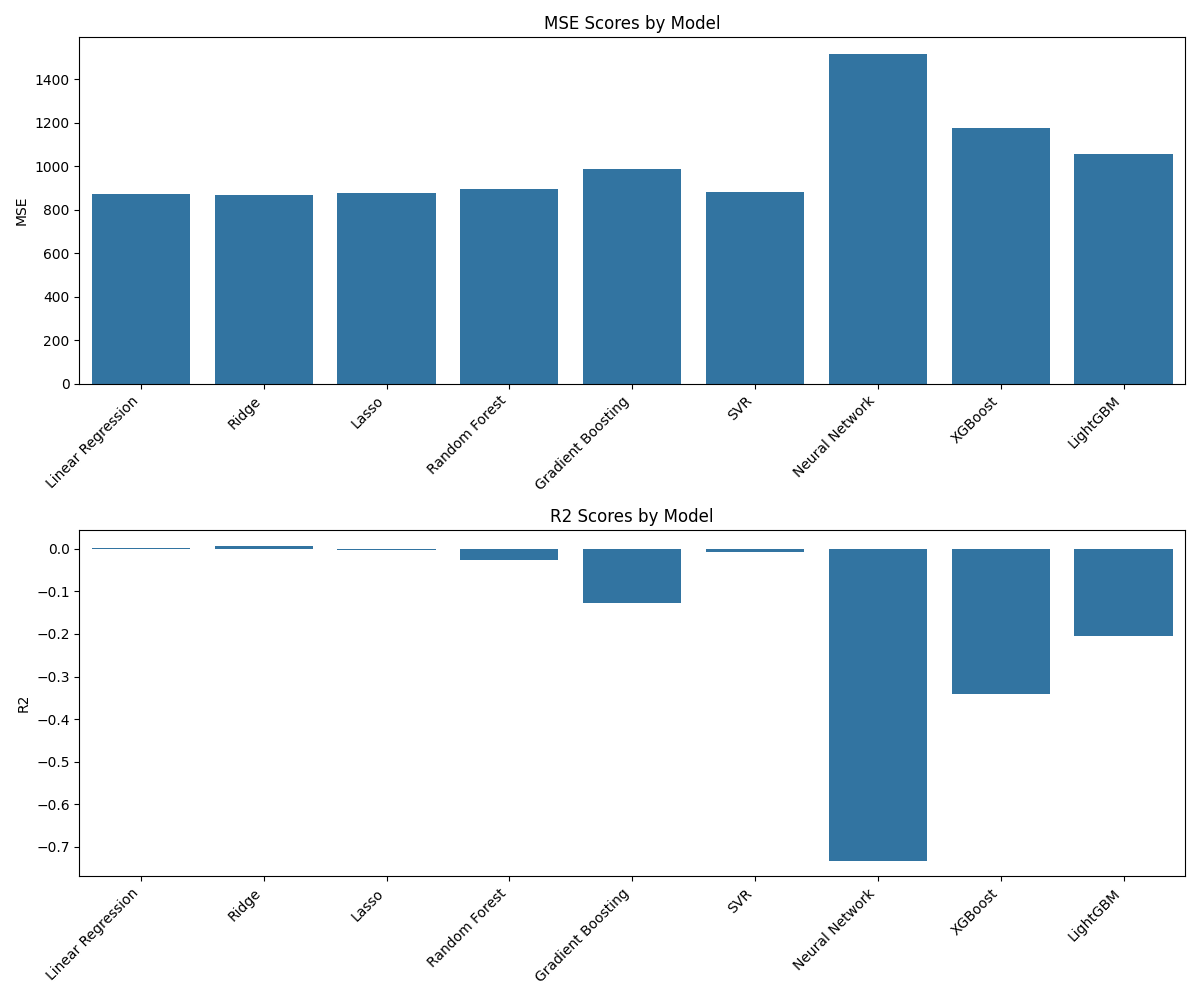 MSE Scores by Model
MSE
1400
1200
1000
800
600
400
200
0
Linear Regression
Ridge
Lasso
Random Forest
Gradient Boosting
SVR
Neural Network
XGBoost
LightGBM
R2 Scores by Model
R2
0.0
−0.1
−0.2
−0.3
−0.4
−0.5
−0.6
−0.7
Linear Regression
Ridge
Lasso
Random Forest
Gradient Boosting
SVR
Neural Network
XGBoost
LightGBM